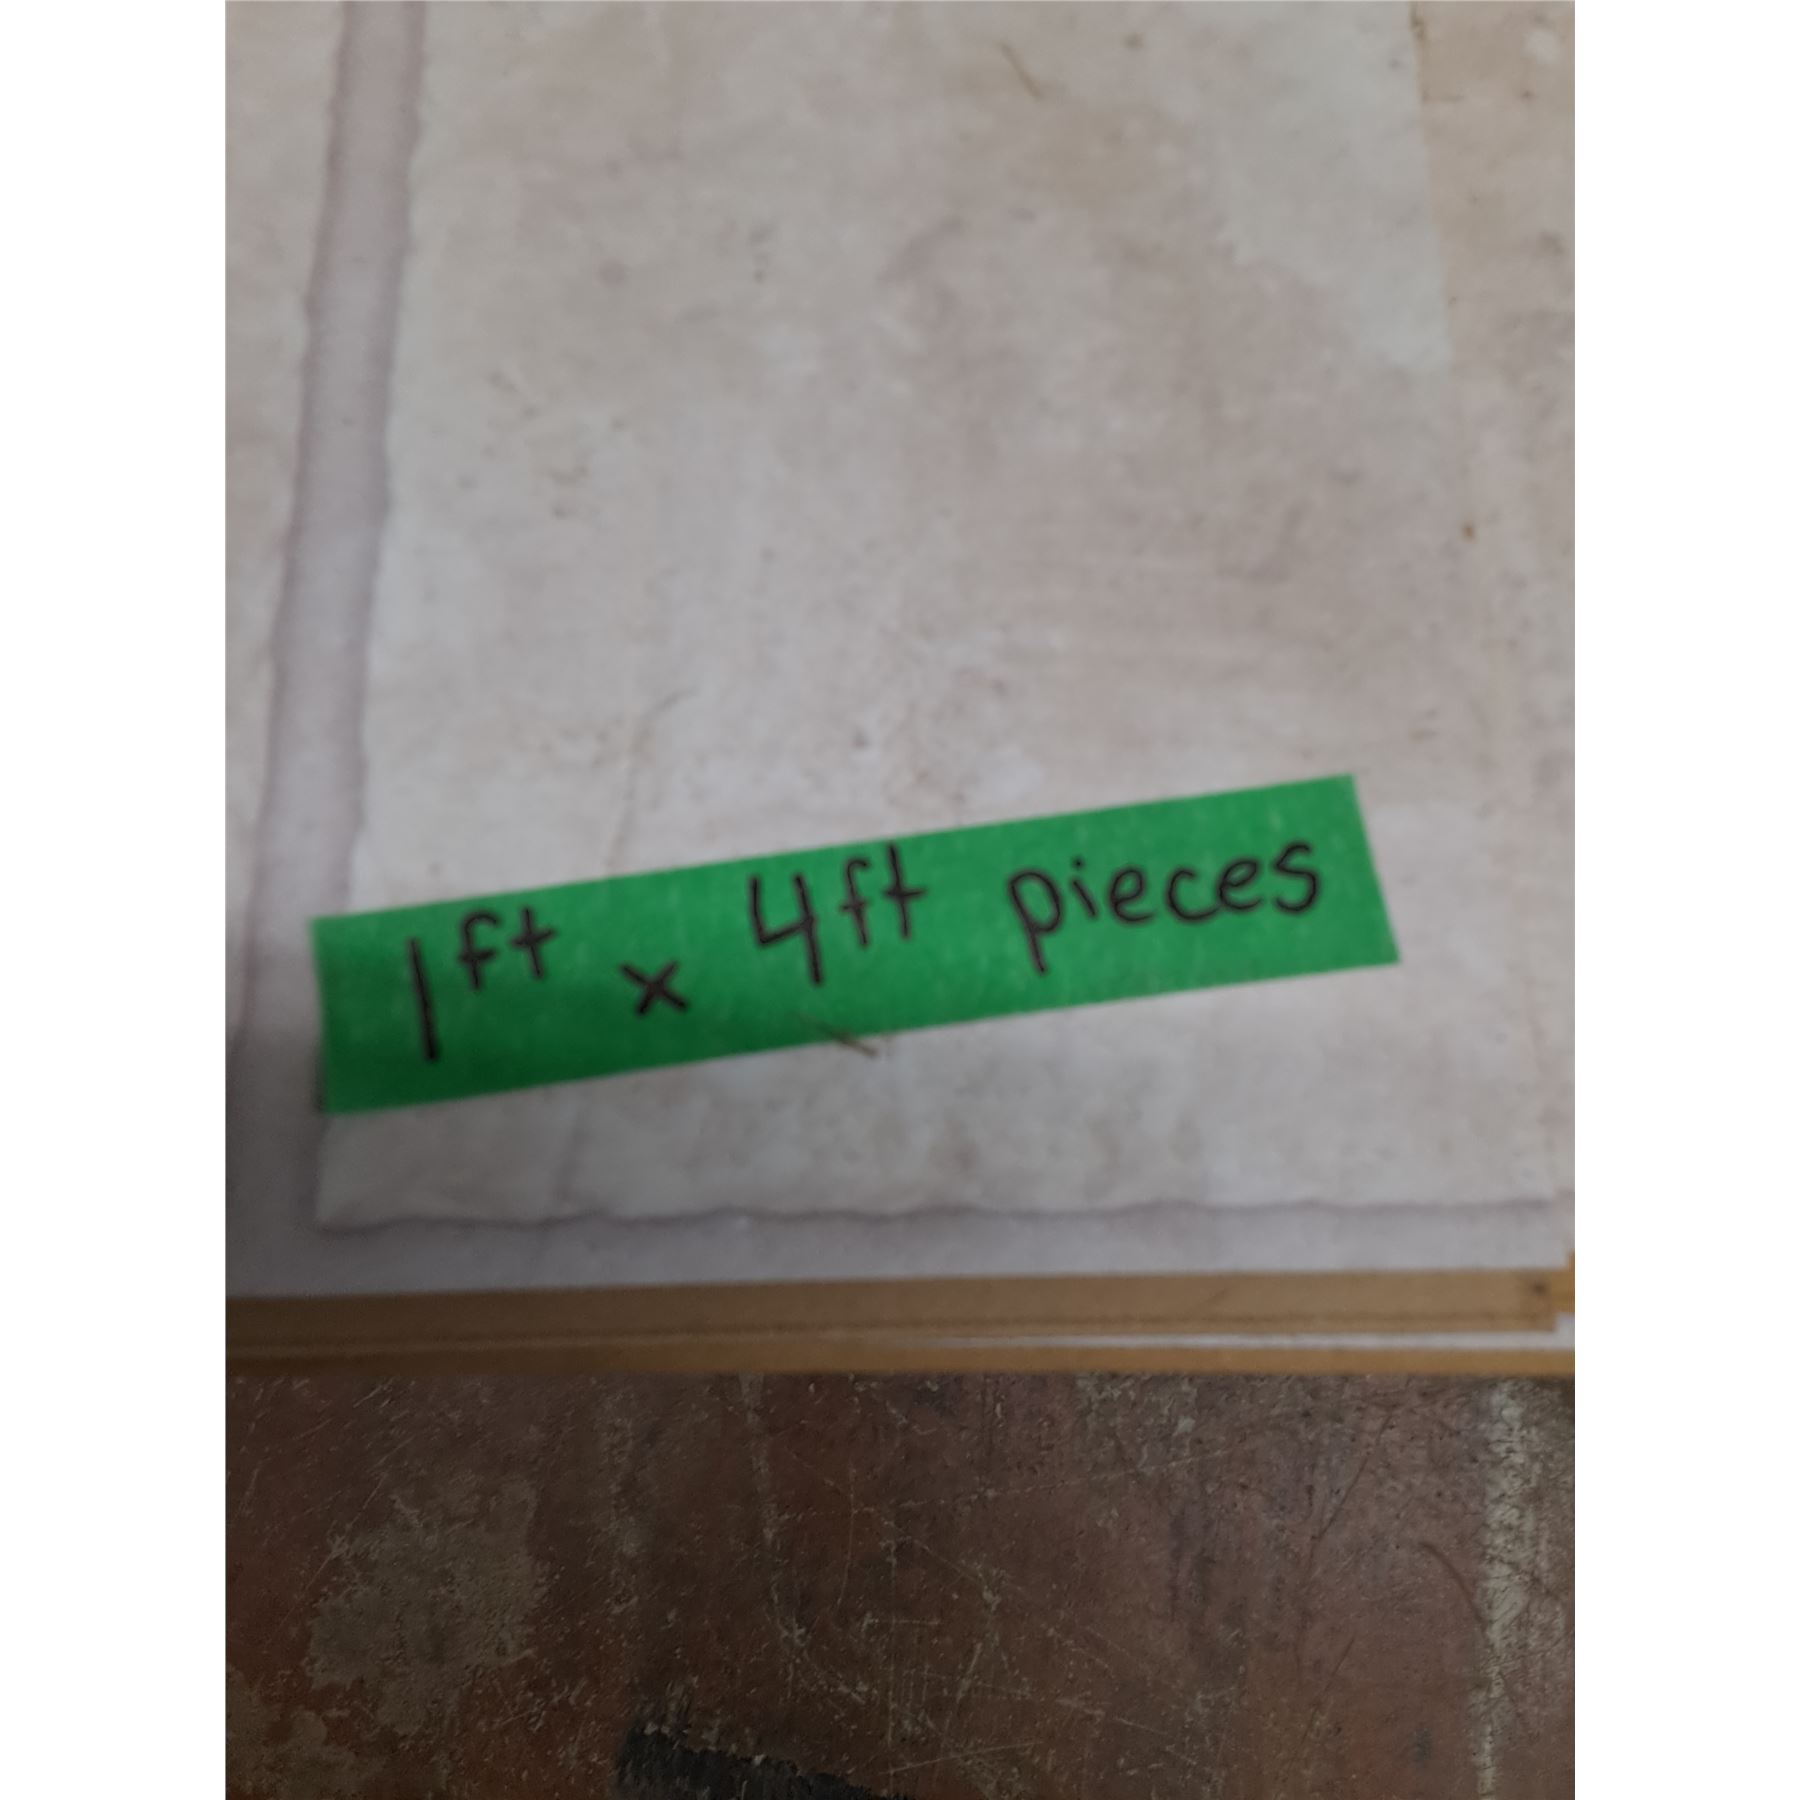 1ft x 4ft pieces